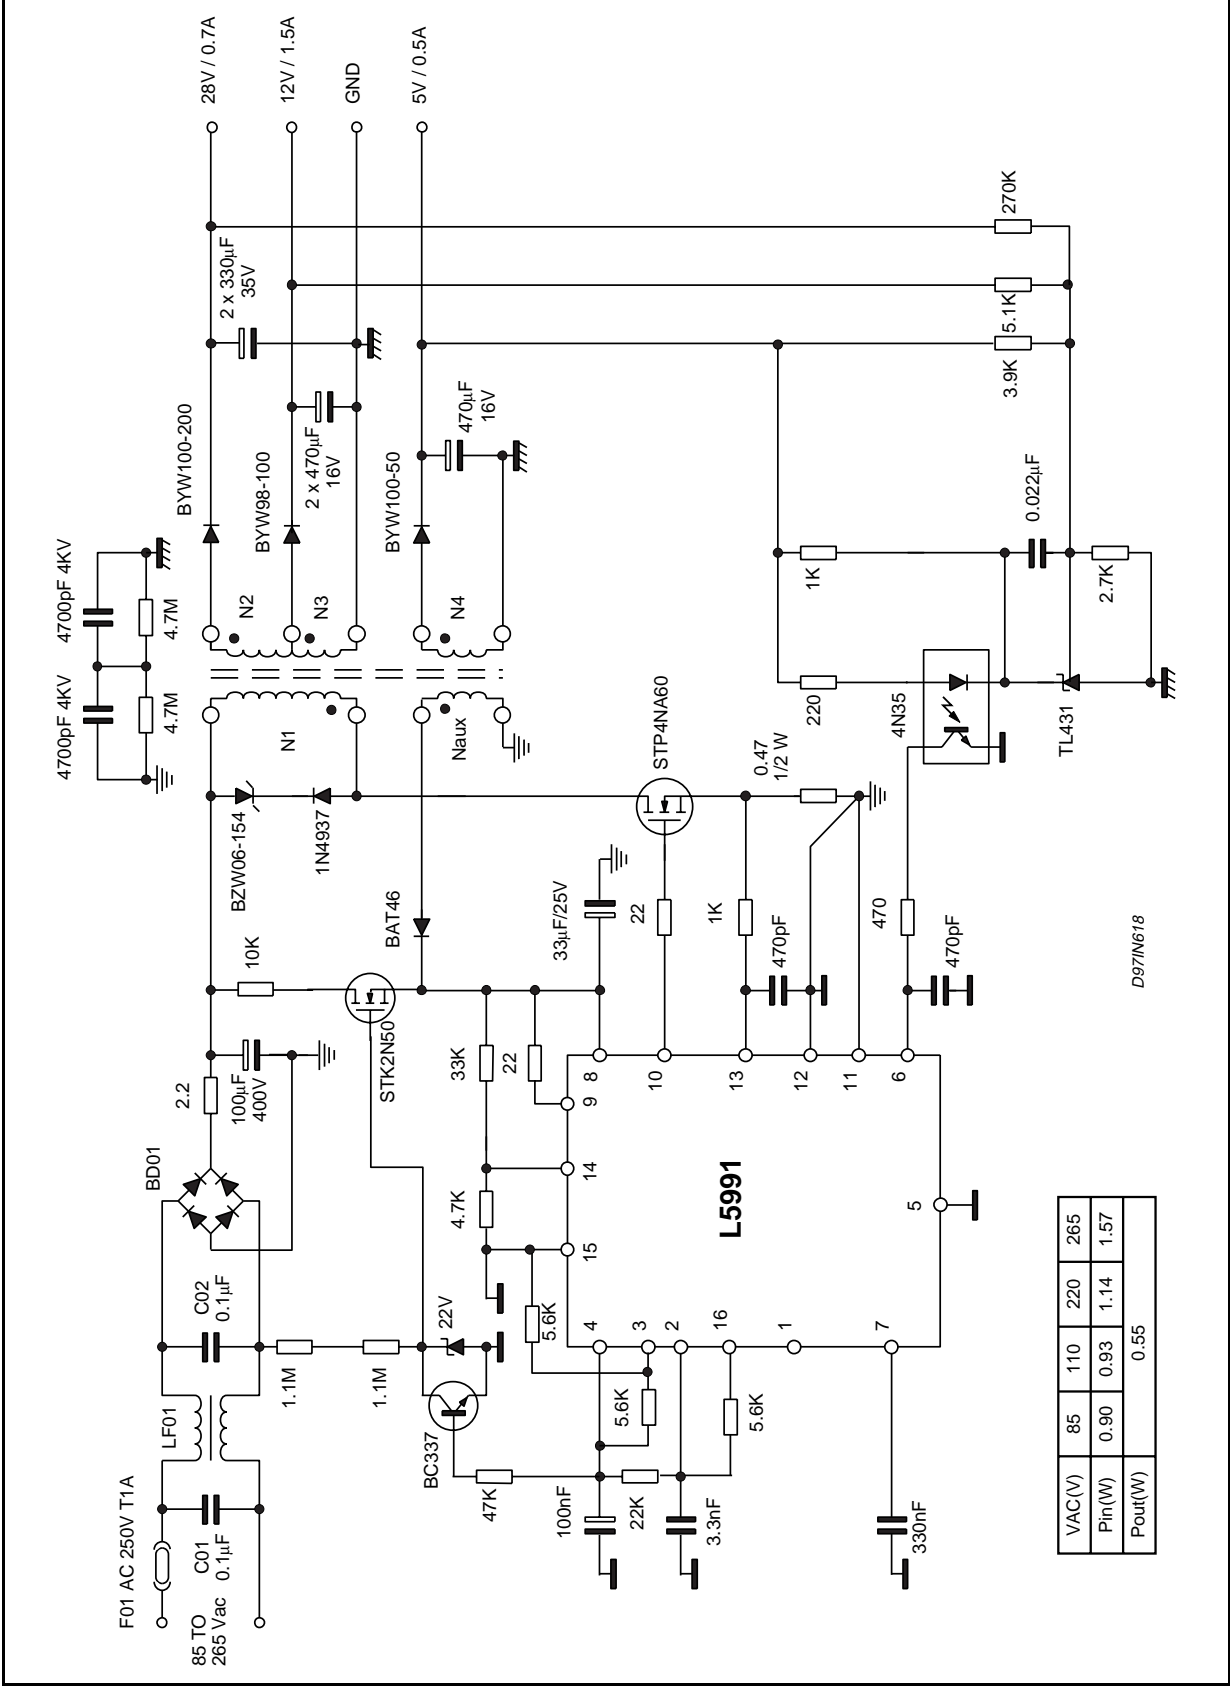 F01 AC 250V T1A
85 TO
265 Vac
C01
0.1µF
LF01
C02
0.1µF
BD01
2.2
100µF
400V
10K
BZW06-154
1N4937
4700pF 4KV
4700pF 4KV
4.7M
4.7M
N1
N2
N3
Naux
N4
BYW100-200
BYW98-100
BYW100-50
2 x 330µF
35V
2 x 470µF
16V
470µF
16V
28V / 0.7A
12V / 1.5A
GND
5V / 0.5A
1.1M
1.1M
22V
BC337
47K
STK2N50
BAT46
33K
22
4.7K
33µF/25V
22
STP4NA60
0.47
1/2 W
1K
470pF
470
470pF
4N35
220
1K
TL431
0.022µF
2.7K
3.9K
5.1K
270K
5.6K
5.6K
5.6K
100nF
22K
3.3nF
330nF
L5991
15
14
9
8
10
13
12
11
6
4
3
2
16
1
7
5
VAC(V) 85 110 220 265
Pin(W) 0.90 0.93 1.14 1.57
Pout(W) 0.55
D97IN618